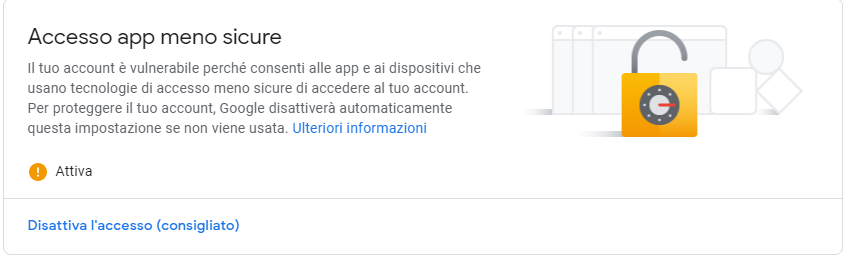 Accesso app meno sicure
Il tuo account è vulnerabile perché consenti alle app e ai dispositivi che
usano tecnologie di accesso meno sicure di accedere al tuo account.
Per proteggere il tuo account, Google disattiverà automaticamente
questa impostazione se non viene usata. Ulteriori informazioni
Attiva
Disattiva l'accesso (consigliato)